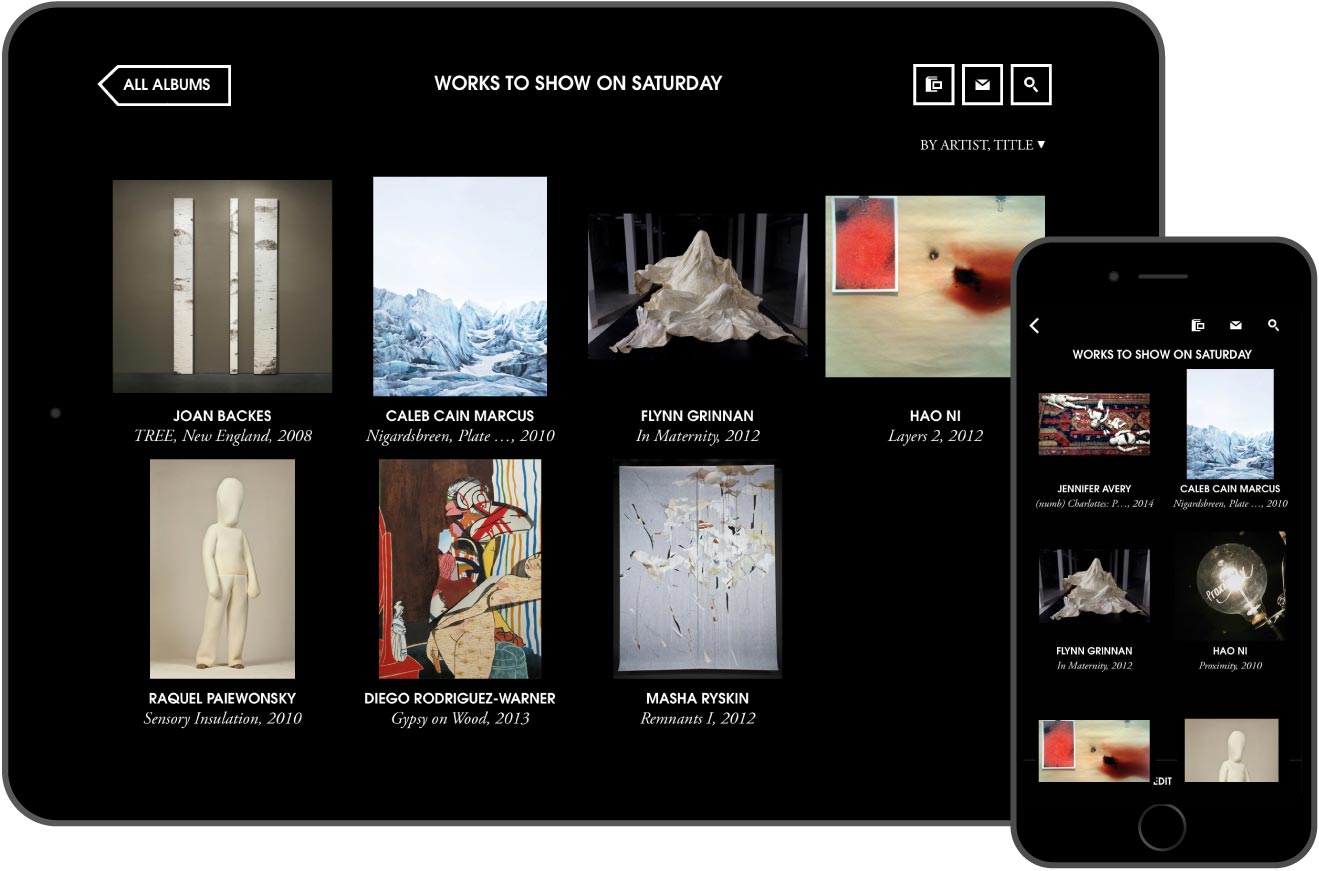 ALL ALBUMS
WORKS TO SHOW ON SATURDAY
BY ARTIST, TITLE ▼
JOAN BACKES
TREE, New England, 2008
CALEB CAIN MARCUS
Nigardsbreen, Plate …, 2010
FLYNN GRINNAN
In Maternity, 2012
HAO NI
Layers 2, 2012
RAQUEL PAIEWONSKY
Sensory Insulation, 2010
DIEGO RODRIGUEZ-WARNER
Gypsy on Wood, 2013
MASHA RYSKIN
Remnants I, 2012
WORKS TO SHOW ON SATURDAY
JENNIFER AVERY
(numb) Charlottes: P…, 2014
CALEB CAIN MARCUS
Nigardsbreen, Plate …, 2010
FLYNN GRINNAN
In Maternity, 2012
HAO NI
Proximity, 2010
EDIT